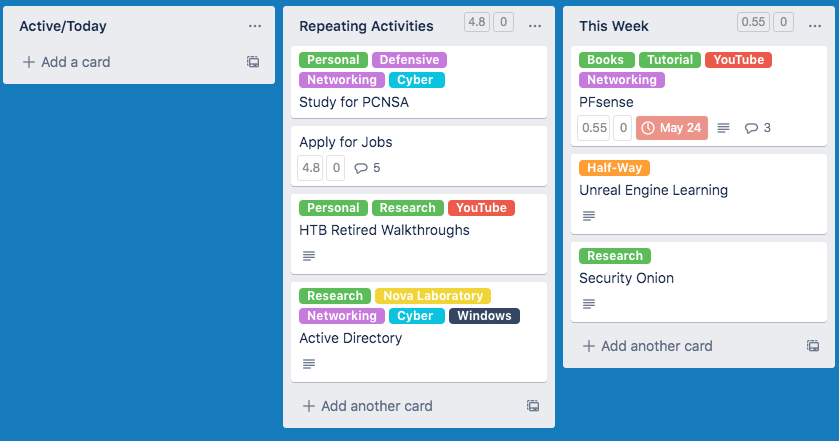 Active/Today
Add a card
Repeating Activities 4.8 0
Personal Defensive
Networking Cyber
Study for PCNSA
Apply for Jobs
4.8 0 5
Personal Research YouTube
HTB Retired Walkthroughs
Research Nova Laboratory
Networking Cyber Windows
Active Directory
Add another card
This Week 0.55 0
Books Tutorial YouTube
Networking
PFsense
0.55 0 May 24 3
Half-Way
Unreal Engine Learning
Research
Security Onion
Add another card